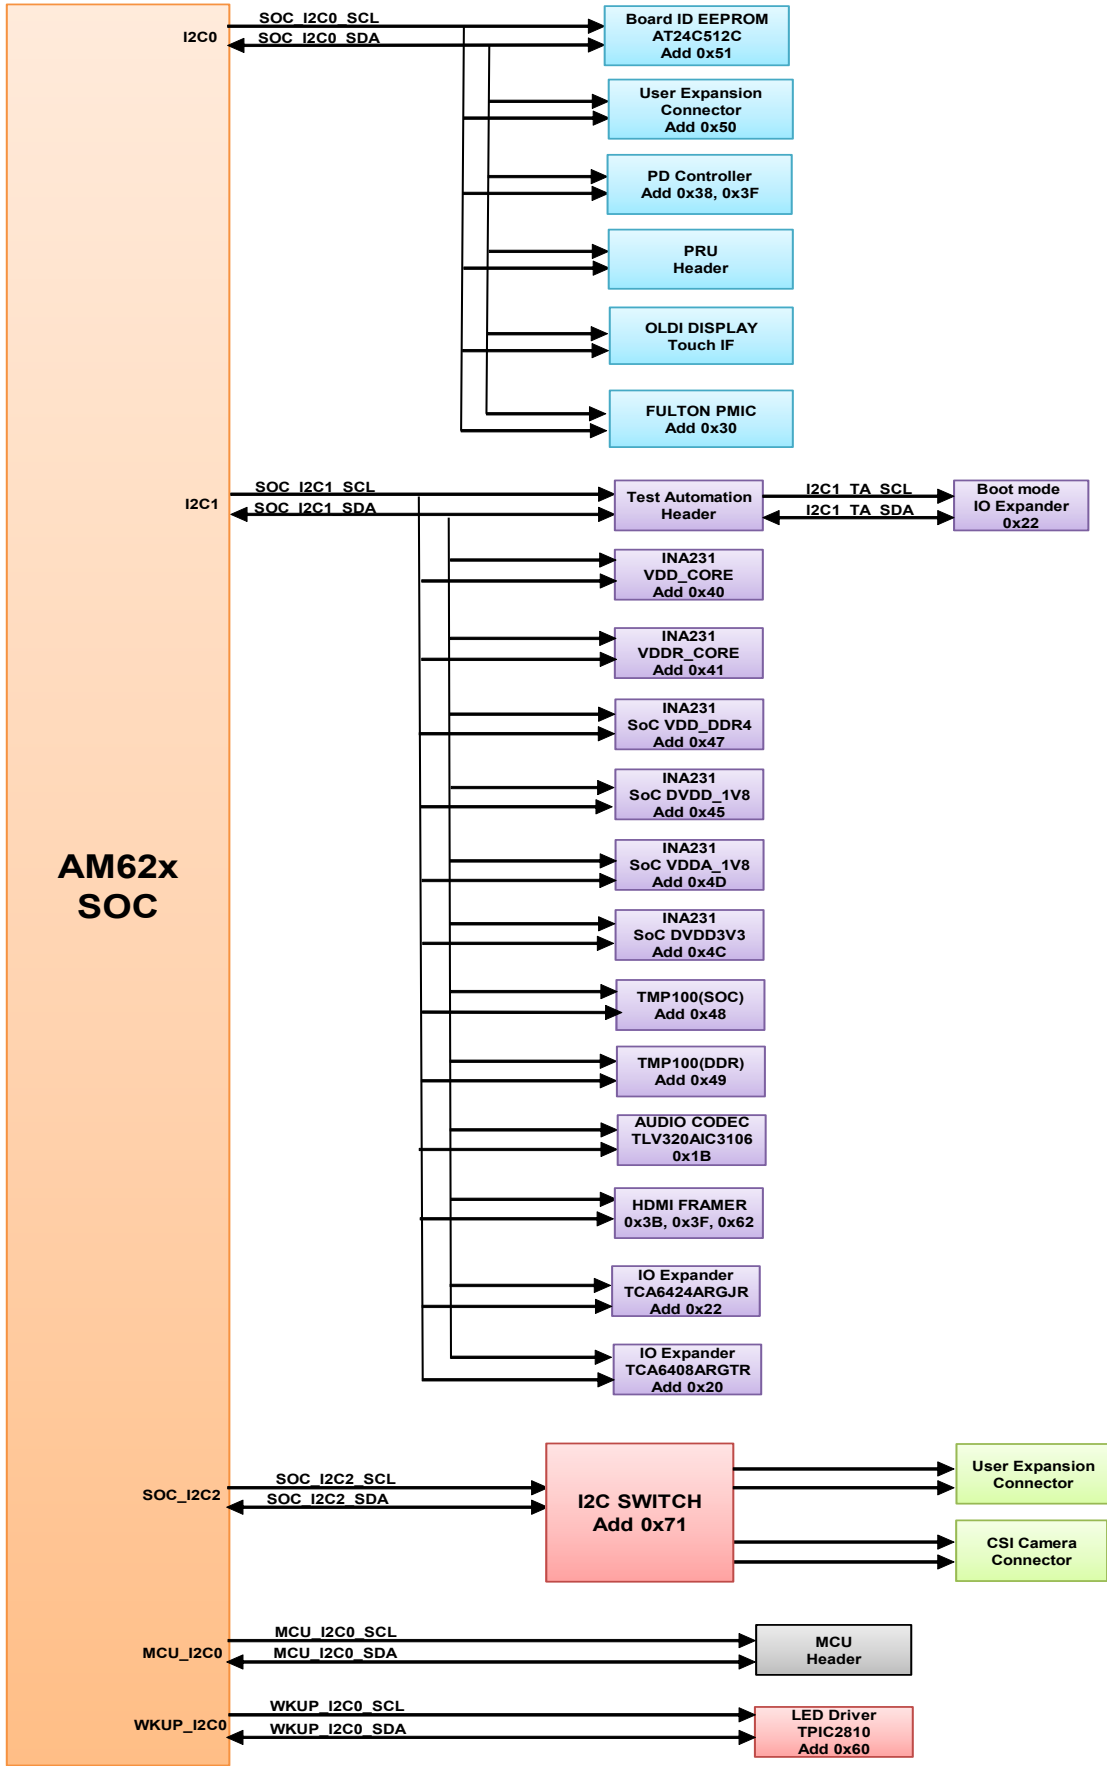 AM62x
SOC
I2C0
SOC_I2C0_SCL
SOC_I2C0_SDA
Board ID EEPROM
AT24C512C
Add 0x51
User Expansion
Connector
Add 0x50
PD Controller
Add 0x38, 0x3F
PRU
Header
OLDI DISPLAY
Touch IF
FULTON PMIC
Add 0x30
I2C1
SOC_I2C1_SCL
SOC_I2C1_SDA
Test Automation
Header
I2C1_TA_SCL
I2C1_TA_SDA
Boot mode
IO Expander
0x22
INA231
VDD_CORE
Add 0x40
INA231
VDDR_CORE
Add 0x41
INA231
SoC VDD_DDR4
Add 0x47
INA231
SoC DVDD_1V8
Add 0x45
INA231
SoC VDDA_1V8
Add 0x4D
INA231
SoC DVDD3V3
Add 0x4C
TMP100(SOC)
Add 0x48
TMP100(DDR)
Add 0x49
AUDIO CODEC
TLV320AIC3106
0x1B
HDMI FRAMER
0x3B, 0x3F, 0x62
IO Expander
TCA6424ARGJR
Add 0x22
IO Expander
TCA6408ARGTR
Add 0x20
SOC_I2C2
SOC_I2C2_SCL
SOC_I2C2_SDA
I2C SWITCH
Add 0x71
User Expansion
Connector
CSI Camera
Connector
MCU_I2C0
MCU_I2C0_SCL
MCU_I2C0_SDA
MCU
Header
WKUP_I2C0
WKUP_I2C0_SCL
WKUP_I2C0_SDA
LED Driver
TPIC2810
Add 0x60